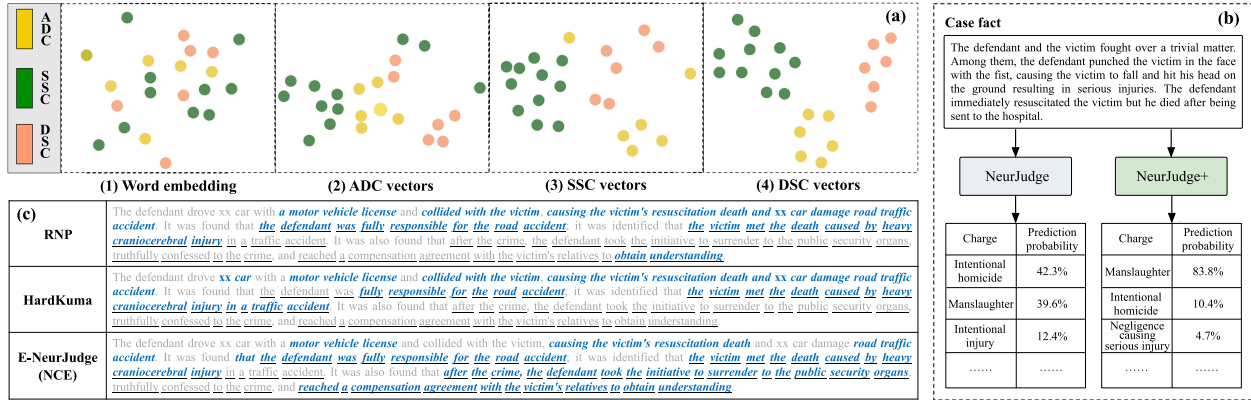 A
D
C
S
S
C
D
S
C
(a)
(1) Word embedding
(2) ADC vectors
(3) SSC vectors
(4) DSC vectors
(b)
Case fact
The defendant and the victim fought over a trivial matter.
Among them, the defendant punched the victim in the face
with the fist, causing the victim to fall and hit his head on
the ground resulting in serious injuries. The defendant
immediately resuscitated the victim but he died after being
sent to the hospital.
NeurJudge
NeurJudge+
Charge
Prediction
probability
Intentional
homicide
42.3%
Manslaughter
39.6%
Intentional
injury
12.4%
......
......
Charge
Prediction
probability
Manslaughter
83.8%
Intentional
homicide
10.4%
Negligence
causing
serious injury
4.7%
......
......
(c)
RNP
The defendant drove xx car with a motor vehicle license and collided with the victim, causing the victim's resuscitation death and xx car damage road traffic
accident. It was found that the defendant was fully responsible for the road accident; it was identified that the victim met the death caused by heavy
craniocerebral injury in a traffic accident. It was also found that after the crime, the defendant took the initiative to surrender to the public security organs,
truthfully confessed to the crime, and reached a compensation agreement with the victim's relatives to obtain understanding.
HardKuma
The defendant drove xx car with a motor vehicle license and collided with the victim, causing the victim's resuscitation death and xx car damage road traffic
accident. It was found that the defendant was fully responsible for the road accident; it was identified that the victim met the death caused by heavy
craniocerebral injury in a traffic accident. It was also found that after the crime, the defendant took the initiative to surrender to the public security organs,
truthfully confessed to the crime, and reached a compensation agreement with the victim's relatives to obtain understanding.
E-NeurJudge
(NCE)
The defendant drove xx car with a motor vehicle license and collided with the victim, causing the victim's resuscitation death and xx car damage road traffic
accident. It was found that the defendant was fully responsible for the road accident; it was identified that the victim met the death caused by heavy
craniocerebral injury in a traffic accident. It was also found that after the crime, the defendant took the initiative to surrender to the public security organs,
truthfully confessed to the crime, and reached a compensation agreement with the victim's relatives to obtain understanding.